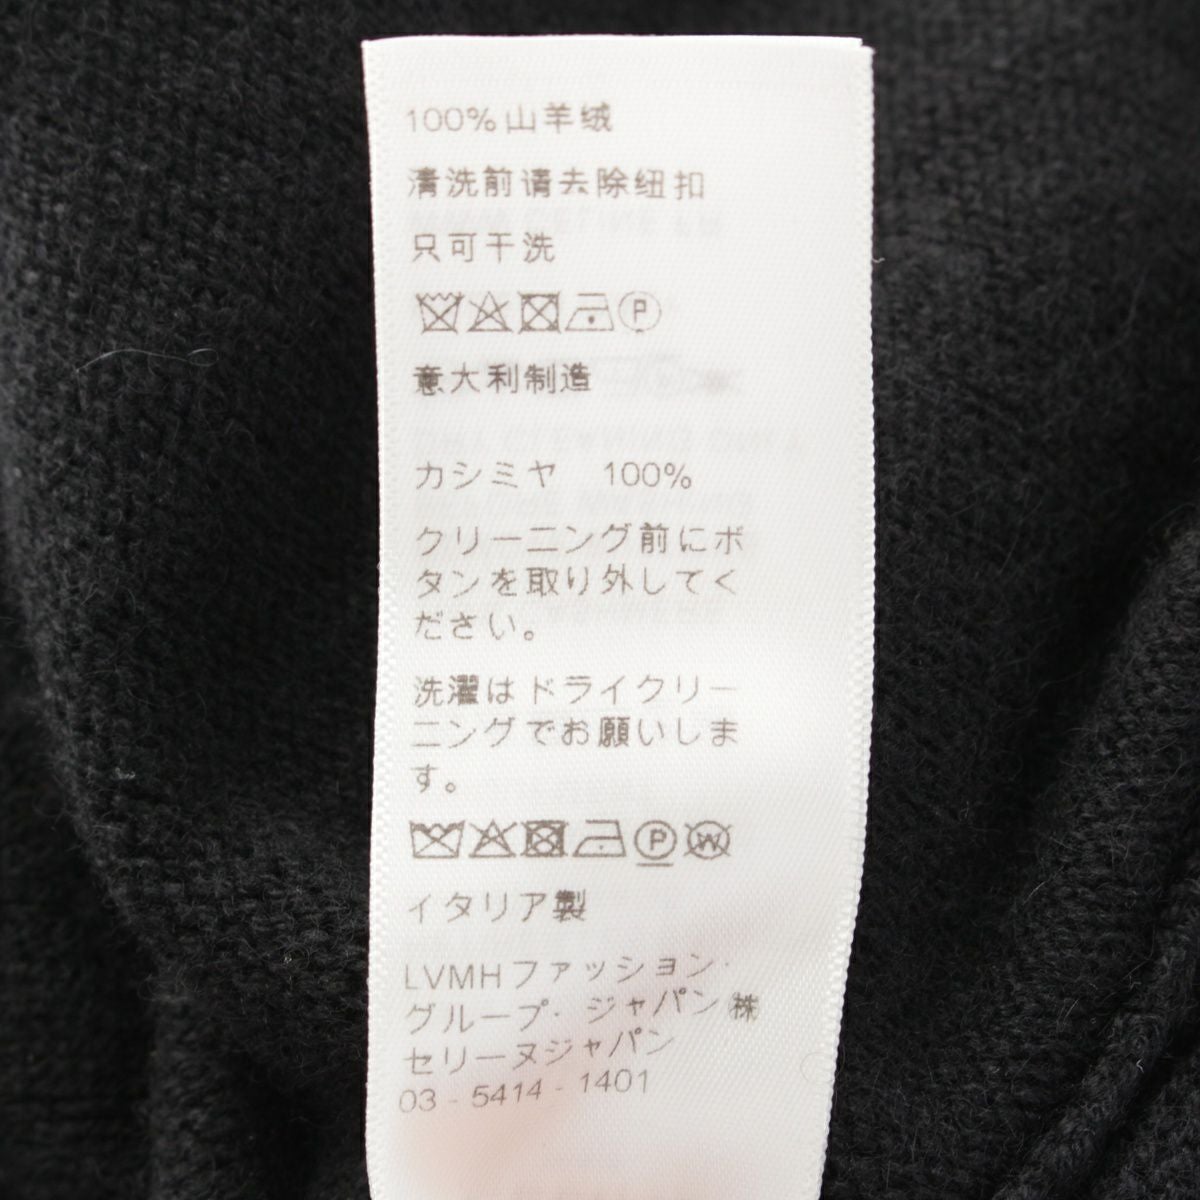 100%山羊绒
清洗前请去除纽扣
只可干洗
P
意大利制造
カシミヤ 100%
クリーニング前にボ
タンを取り外してく
ださい。
洗濯はドライクリー
ニングでお願いしま
す。
P W
イタリア製
LVMHファッション·
グループ·ジャパン㈱
セリーヌジャパン
03 - 5414 - 1401